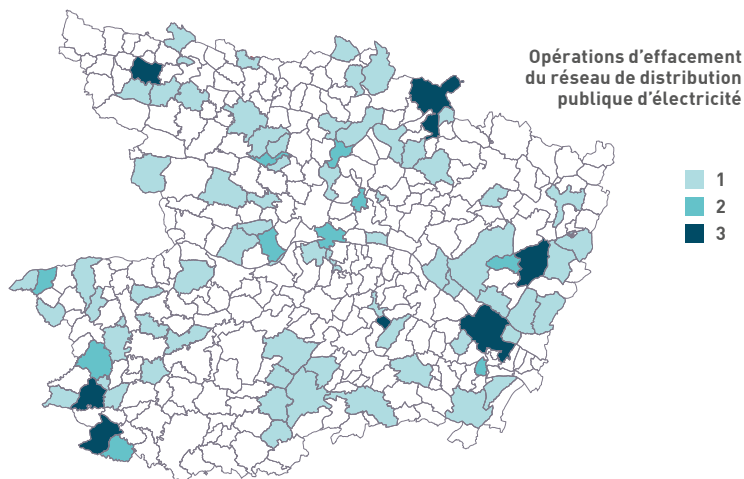 Opérations d'effacement
du réseau de distribution
publique d'électricité
1
2
3